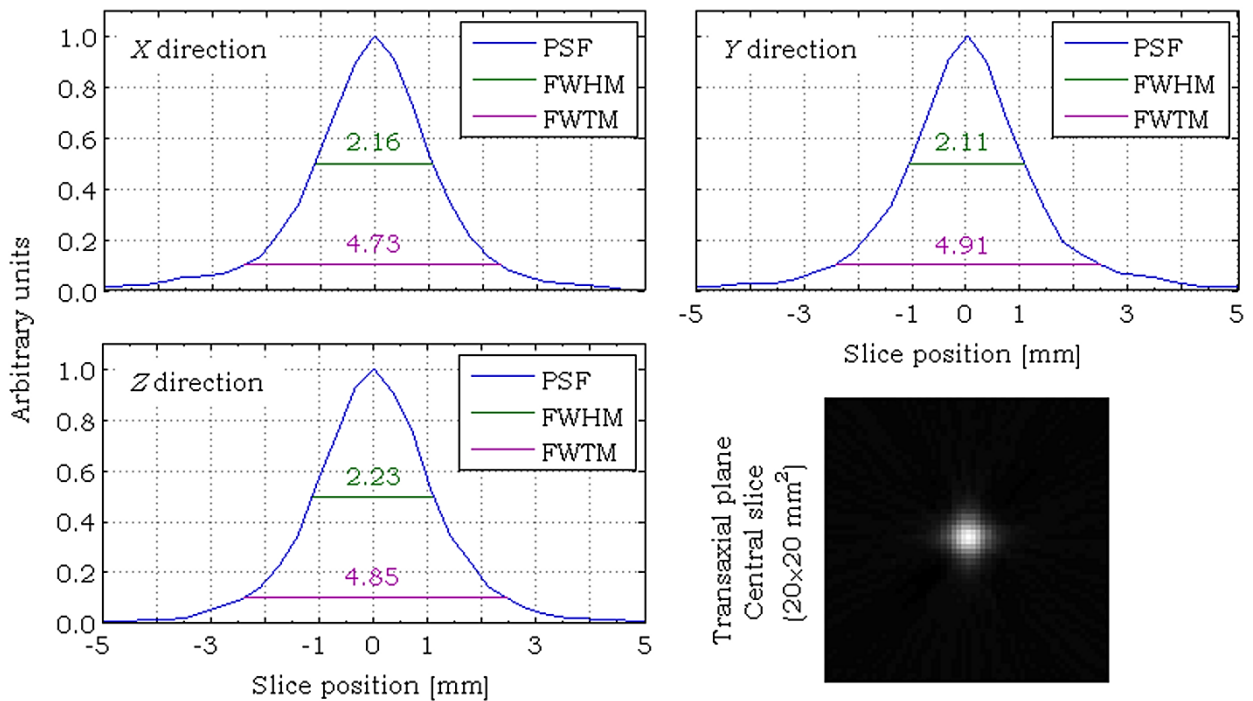 X direction
PSF
FWHM
FWTM
1.0
0.8
0.6
0.4
0.2
0.0
2.16
4.73
Y direction
PSF
FWHM
FWTM
2.11
4.91
-5 -3 -1 0 1 3 5
Slice position [mm]
Arbitrary units
Z direction
PSF
FWHM
FWTM
1.0
0.8
0.6
0.4
0.2
0.0
2.23
4.85
-5 -3 -1 0 1 3 5
Slice position [mm]
Transaxial plane
Central slice
(20×20 mm²)